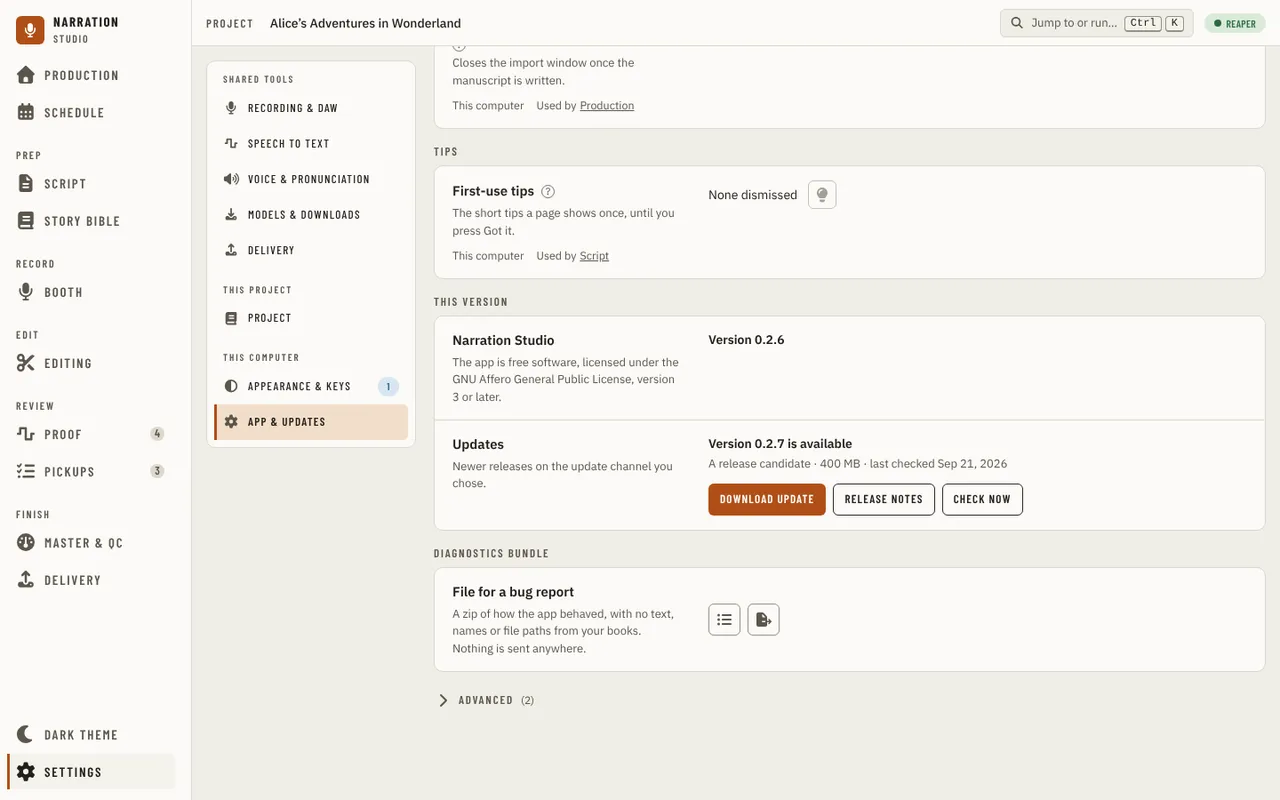 NARRATION
STUDIO
PRODUCTION
SCHEDULE
PREP
SCRIPT
STORY BIBLE
RECORD
BOOTH
EDIT
EDITING
REVIEW
PROOF 4
PICKUPS 3
FINISH
MASTER & QC
DELIVERY
DARK THEME
SETTINGS
PROJECT Alice’s Adventures in Wonderland
Jump to or run… Ctrl K
REAPER
SHARED TOOLS
RECORDING & DAW
SPEECH TO TEXT
VOICE & PRONUNCIATION
MODELS & DOWNLOADS
DELIVERY
THIS PROJECT
PROJECT
THIS COMPUTER
APPEARANCE & KEYS 1
APP & UPDATES
Closes the import window once the
manuscript is written.
This computer Used by Production
TIPS
First-use tips ?
The short tips a page shows once, until you
press Got it.
This computer Used by Script
None dismissed
THIS VERSION
Narration Studio
The app is free software, licensed under the
GNU Affero General Public License, version
3 or later.
Version 0.2.6
Updates
Newer releases on the update channel you
chose.
Version 0.2.7 is available
A release candidate · 400 MB · last checked Sep 21, 2026
DOWNLOAD UPDATE RELEASE NOTES CHECK NOW
DIAGNOSTICS BUNDLE
File for a bug report
A zip of how the app behaved, with no text,
names or file paths from your books.
Nothing is sent anywhere.
ADVANCED (2)